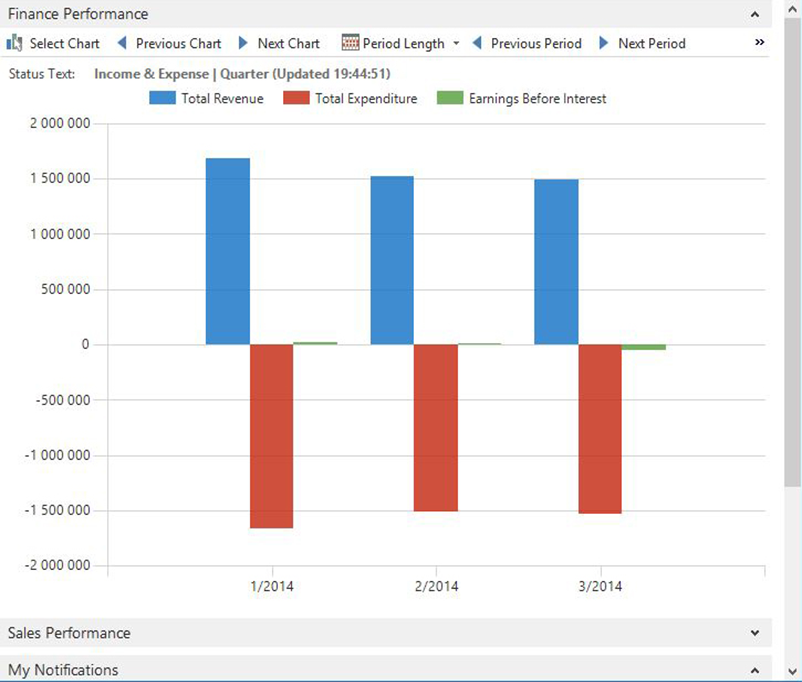 Finance Performance
Select Chart Previous Chart Next Chart Period Length Previous Period Next Period »
Status Text: Income & Expense | Quarter (Updated 19:44:51)
Total Revenue Total Expenditure Earnings Before Interest
2 000 000
1 500 000
1 000 000
500 000
0
-500 000
-1 000 000
-1 500 000
-2 000 000
1/2014 2/2014 3/2014
Sales Performance
My Notifications